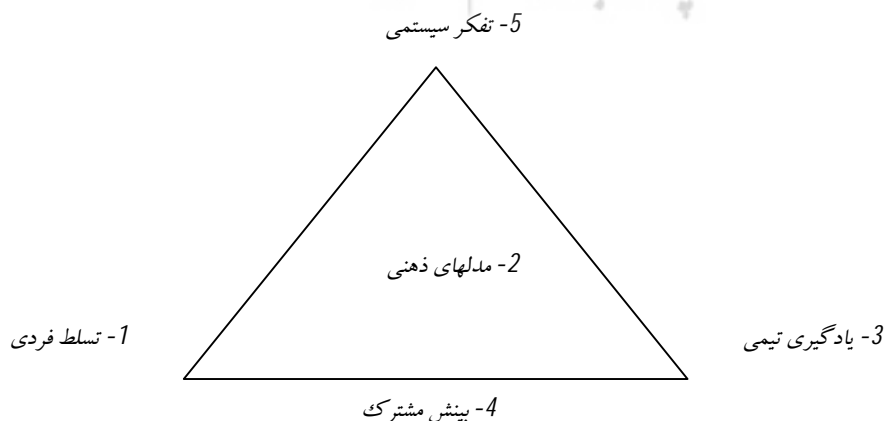 5- تفکر سیستمی
2- مدلهای ذهنی
1- تسلط فردی
3- یادگیری تیمی
4- بینش مشترک